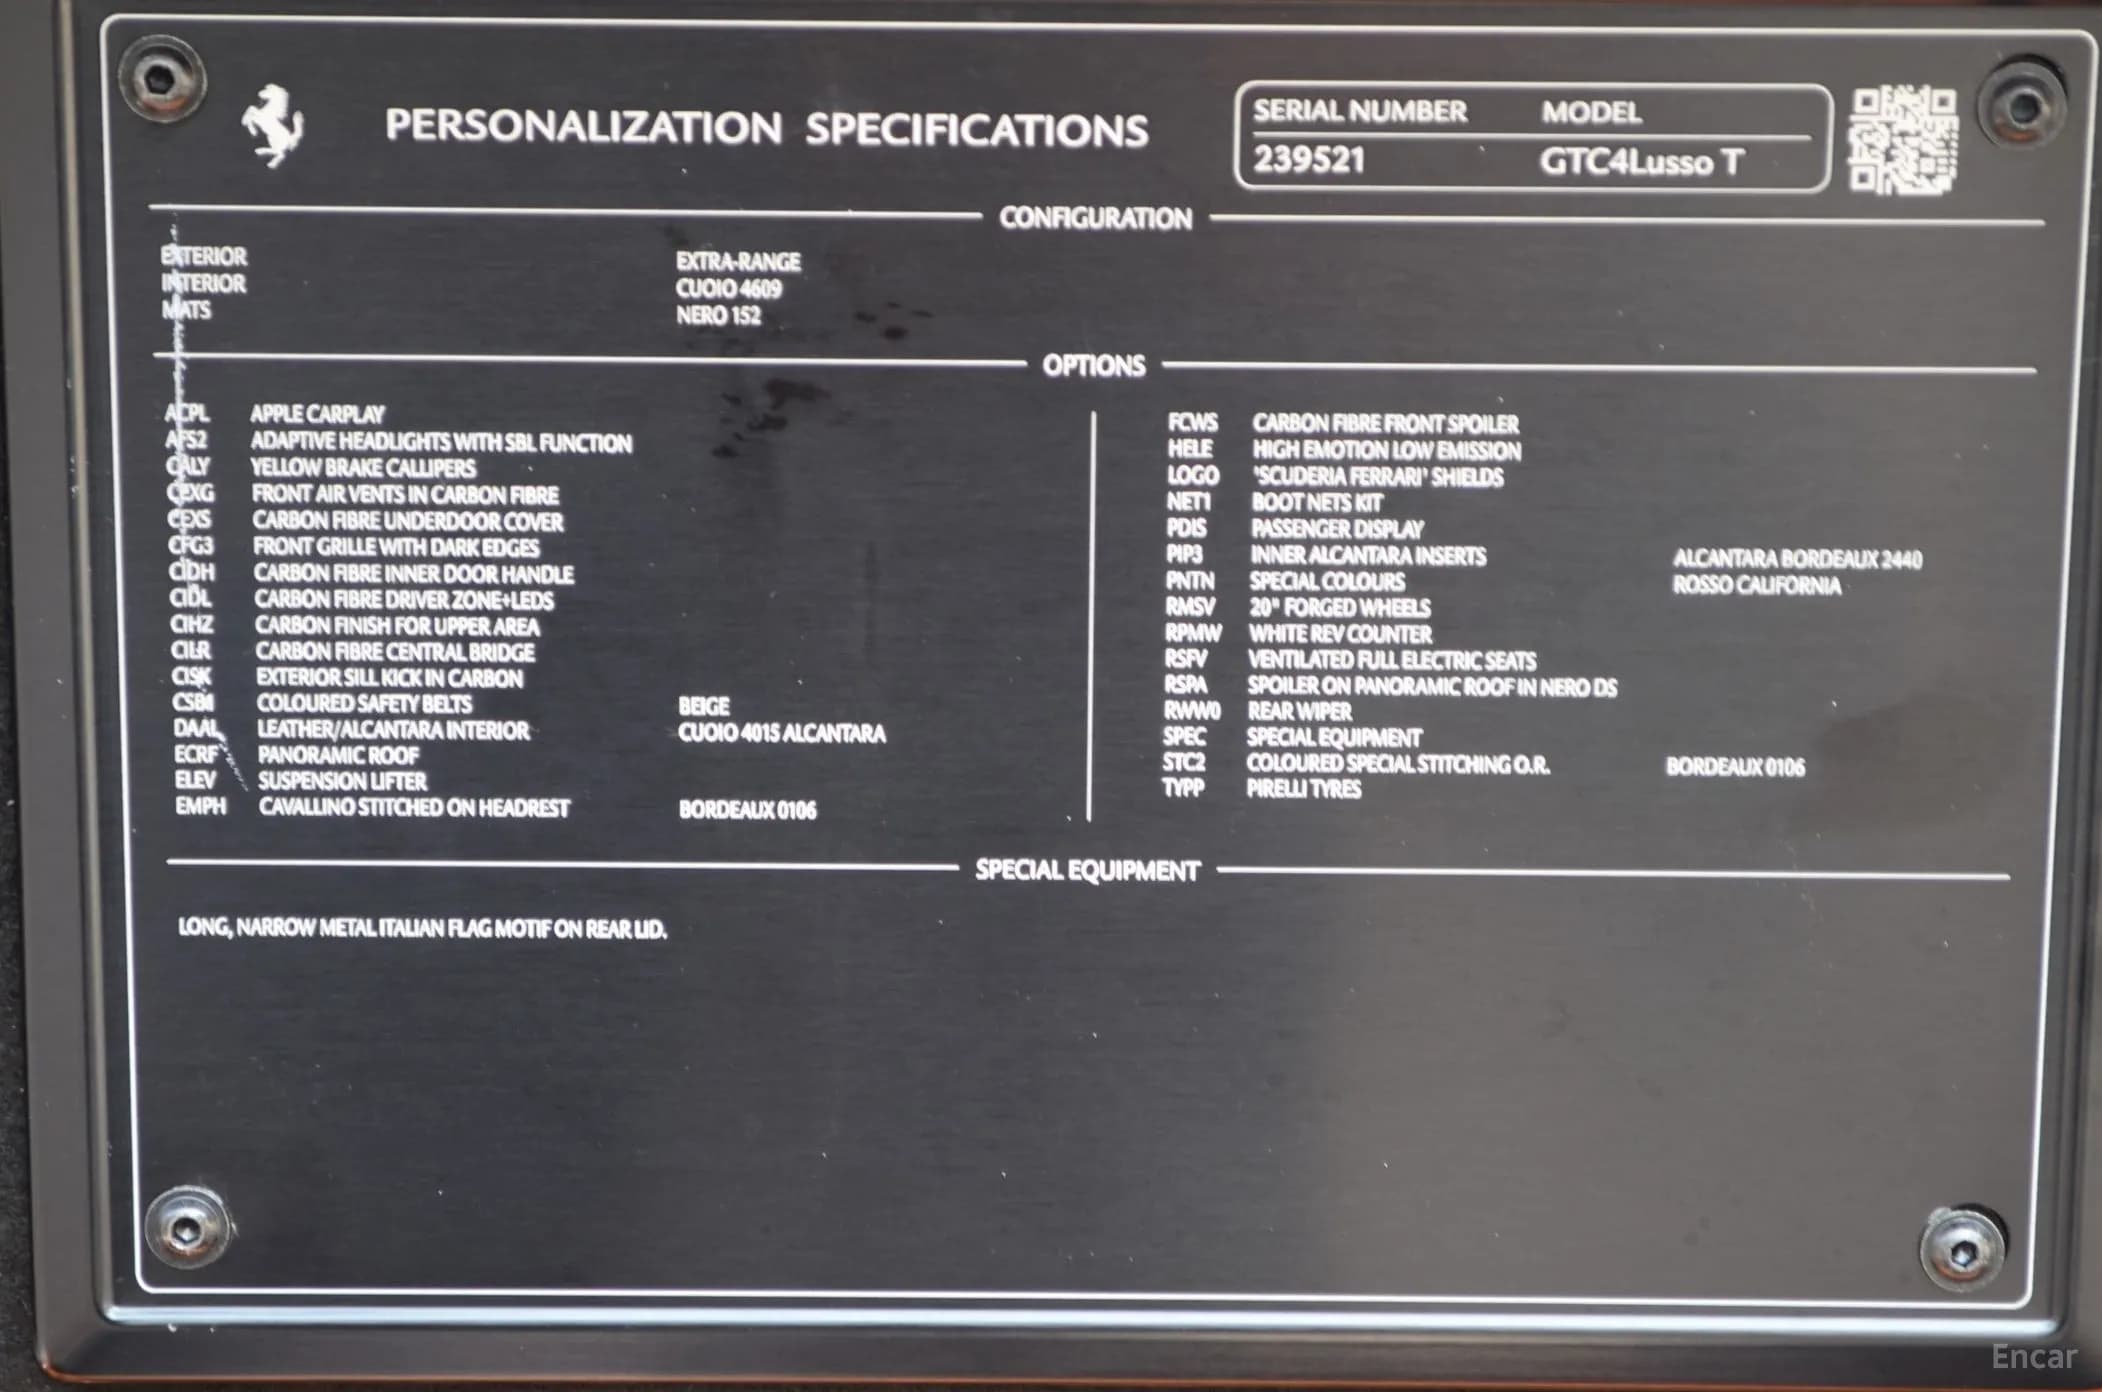 PERSONALIZATION SPECIFICATIONS
SERIAL NUMBER MODEL
239521 GTC4Lusso T
CONFIGURATION
EXTERIOR EXTRA-RANGE
INTERIOR CUOIO 4609
MATS NERO 152
OPTIONS
ACPL APPLE CARPLAY
AFS2 ADAPTIVE HEADLIGHTS WITH SBL FUNCTION
CALY YELLOW BRAKE CALLIPERS
CEXG FRONT AIR VENTS IN CARBON FIBRE
CEXS CARBON FIBRE UNDERDOOR COVER
CFG3 FRONT GRILLE WITH DARK EDGES
CIDH CARBON FIBRE INNER DOOR HANDLE
CIDL CARBON FIBRE DRIVER ZONE+LEDS
CIHZ CARBON FINISH FOR UPPER AREA
CILR CARBON FIBRE CENTRAL BRIDGE
CISK EXTERIOR SILL KICK IN CARBON
CSB1 COLOURED SAFETY BELTS BEIGE
DAAL LEATHER/ALCANTARA INTERIOR CUOIO 4015 ALCANTARA
ECRF PANORAMIC ROOF
ELEV SUSPENSION LIFTER
EMPH CAVALLINO STITCHED ON HEADREST BORDEAUX 0106
FCWS CARBON FIBRE FRONT SPOILER
HELE HIGH EMOTION LOW EMISSION
LOGO 'SCUDERIA FERRARI' SHIELDS
NET1 BOOT NETS KIT
PDIS PASSENGER DISPLAY
PIP3 INNER ALCANTARA INSERTS ALCANTARA BORDEAUX 2440
PNTN SPECIAL COLOURS ROSSO CALIFORNIA
RMSV 20" FORGED WHEELS
RPMW WHITE REV COUNTER
RSFV VENTILATED FULL ELECTRIC SEATS
RSPA SPOILER ON PANORAMIC ROOF IN NERO DS
RWW0 REAR WIPER
SPEC SPECIAL EQUIPMENT
STC2 COLOURED SPECIAL STITCHING O.R. BORDEAUX 0106
TYPP PIRELLI TYRES
SPECIAL EQUIPMENT
LONG, NARROW METAL ITALIAN FLAG MOTIF ON REAR LID.
Encar